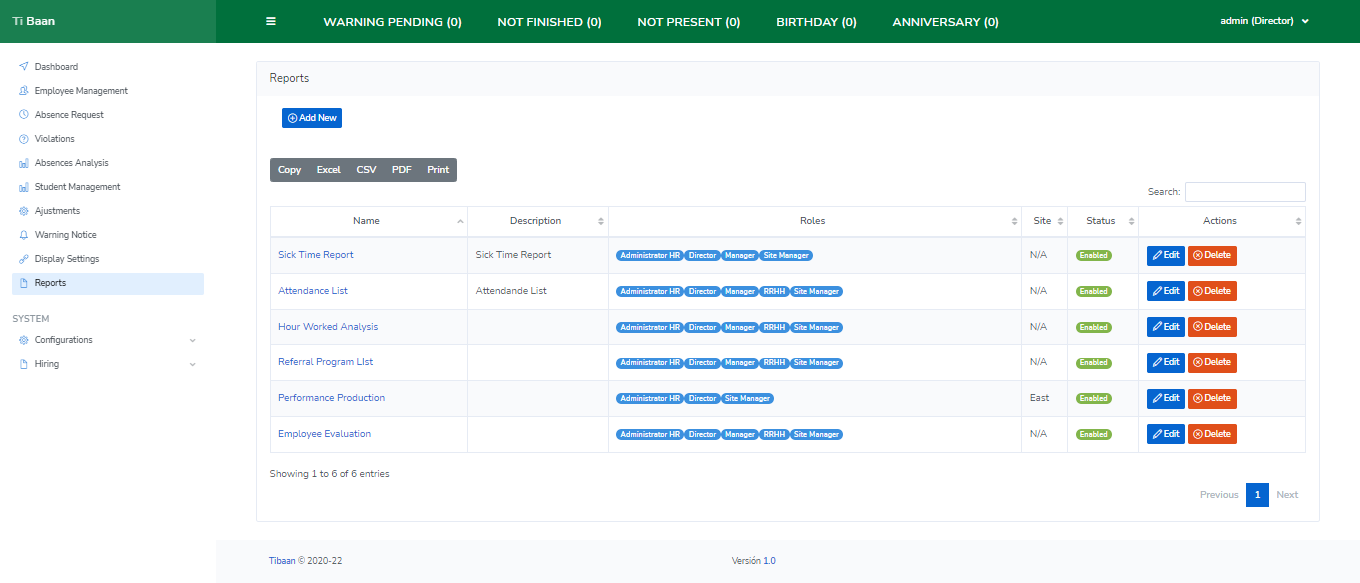 Ti Baan
WARNING PENDING (0) NOT FINISHED (0) NOT PRESENT (0) BIRTHDAY (0) ANNIVERSARY (0)
admin (Director)
Dashboard
Employee Management
Absence Request
Violations
Absences Analysis
Student Management
Ajustments
Warning Notice
Display Settings
Reports
SYSTEM
Configurations
Hiring
Reports
Add New
Copy Excel CSV PDF Print
Search:
Name Description Roles Site Status Actions
Sick Time Report Sick Time Report Administrator HR Director Manager Site Manager N/A Enabled Edit Delete
Attendance List Attendande List Administrator HR Director Manager RRHH Site Manager N/A Enabled Edit Delete
Hour Worked Analysis Administrator HR Director Manager RRHH Site Manager N/A Enabled Edit Delete
Referral Program LIst Administrator HR Director Manager RRHH Site Manager N/A Enabled Edit Delete
Performance Production Administrator HR Director Site Manager East Enabled Edit Delete
Employee Evaluation Administrator HR Director Manager RRHH Site Manager N/A Enabled Edit Delete
Showing 1 to 6 of 6 entries
Previous 1 Next
Tibaan © 2020-22 Versión 1.0